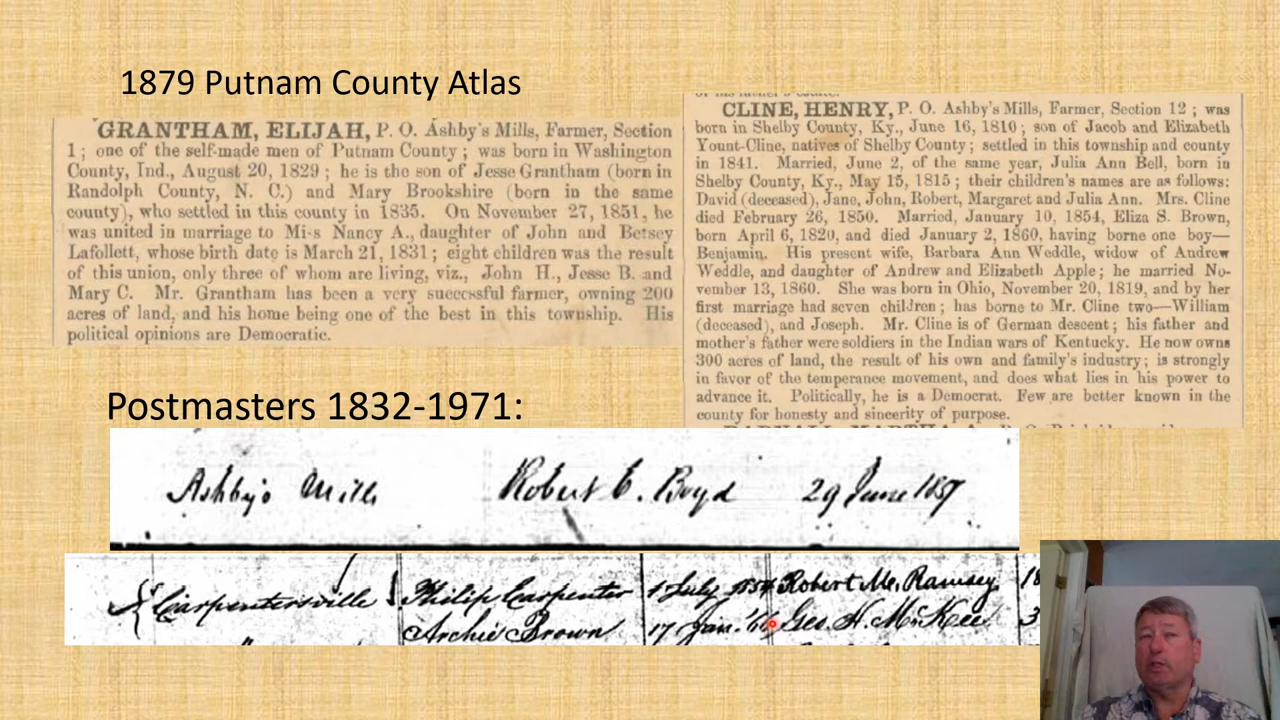 1879 Putnam County Atlas
GRANTHAM, ELIJAH, P. O. Ashby's Mills, Farmer, Section
1 ; one of the self-made men of Putnam County ; was born in Washington
County, Ind., August 20, 1829 ; he is the son of Jesse Grantham (born in
Randolph County, N. C.) and Mary Brookshire (born in the same
county), who settled in this county in 1835. On November 27, 1851, he
was united in marriage to Mi-s Nancy A., daughter of John and Betsey
Lafollett, whose birth date is March 21, 1831 ; eight children was the result
of this union, only three of whom are living, viz., John H., Jesse B. and
Mary C. Mr. Grantham has been a very successful farmer, owning 200
acres of land, and his home being one of the best in this township. His
political opinions are Democratic.
CLINE, HENRY, P. O. Ashby's Mills, Farmer, Section 12 ; was
born in Shelby County, Ky., June 16, 1810 ; son of Jacob and Elizabeth
Yount-Cline, natives of Shelby County ; settled in this township and county
in 1841. Married, June 2, of the same year, Julia Ann Bell, born in
Shelby County, Ky., May 15, 1815 ; their children's names are as follows:
David (deceased), Jane, John, Robert, Margaret and Julia Ann. Mrs. Cline
died February 26, 1850. Married, January 10, 1854, Eliza S. Brown,
born April 6, 1820, and died January 2, 1860, having borne one boy—
Benjamin. His present wife, Barbara Ann Weddle, widow of Andrew
Weddle, and daughter of Andrew and Elizabeth Apple ; he married No-
vember 13, 1860. She was born in Ohio, November 20, 1819, and by her
first marriage had seven children ; has borne to Mr. Cline two—William
(deceased), and Joseph. Mr. Cline is of German descent ; his father and
mother's father were soldiers in the Indian wars of Kentucky. He now owns
300 acres of land, the result of his own and family's industry ; is strongly
in favor of the temperance movement, and does what lies in his power to
advance it. Politically, he is a Democrat. Few are better known in the
county for honesty and sincerity of purpose.
Postmasters 1832-1971:
Ashby's Mills Robert E. Boyd 29 June 1857
Carpentersville Philip Carpenter 1 July Robert Mc. Ramsey
" Archie Brown 17 Jan. Geo. H. McKee